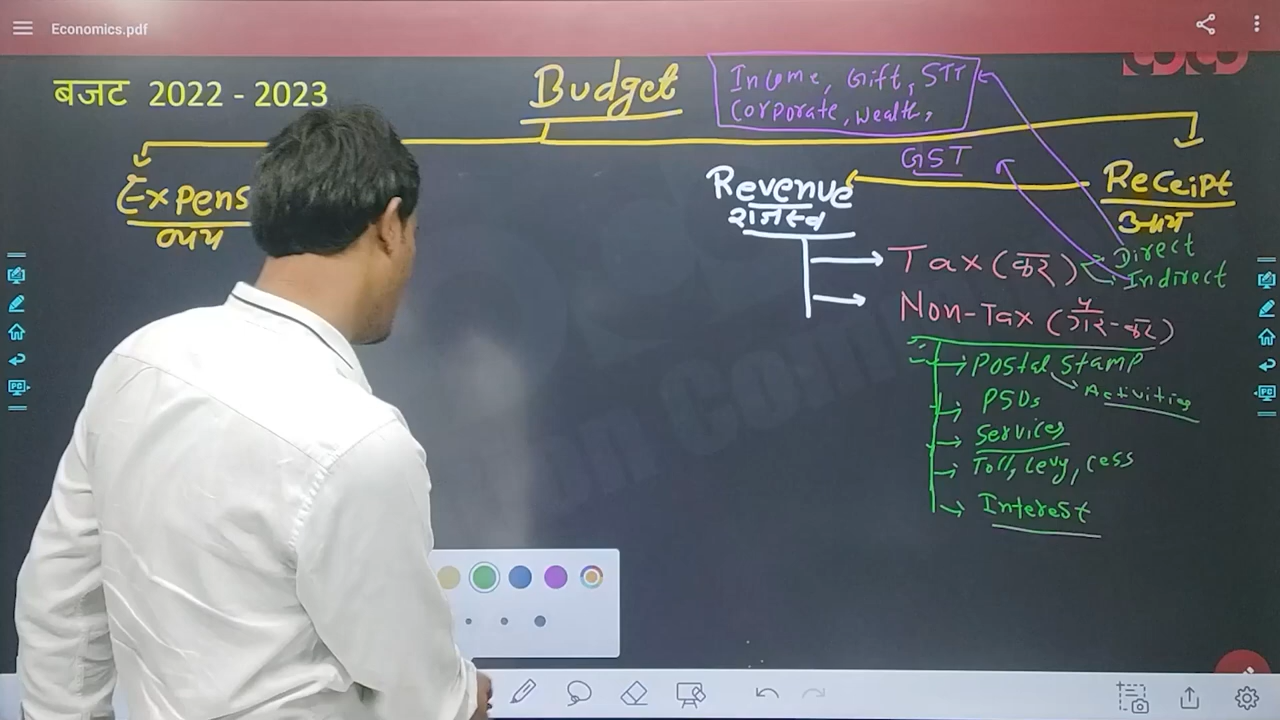 Economics.pdf
बजट 2022 - 2023
Budget
Income, Gift, STT
Corporate, wealth,
GST
Expens
व्यय
Revenue
राजस्व
Receipt
आय
Tax (कर)
Direct
Indirect
Non-Tax (गैर-कर)
Postal stamp
Activities
PSUs
Services
Toll, Levy, cess
Interest